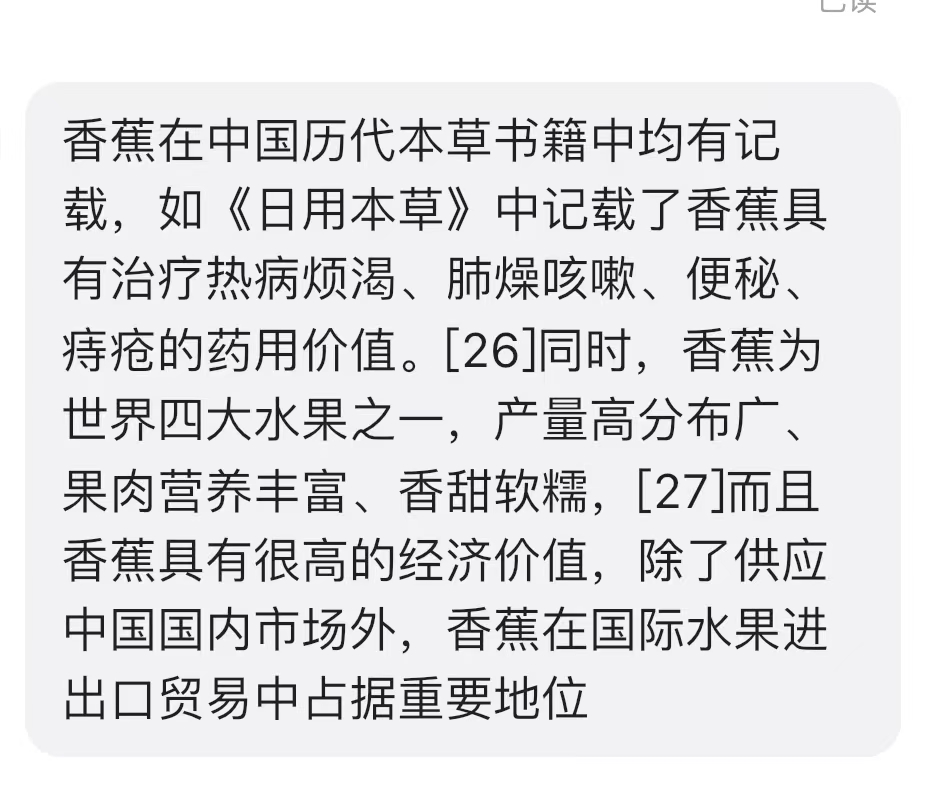 已读
香蕉在中国历代本草书籍中均有记
载，如《日用本草》中记载了香蕉具
有治疗热病烦渴、肺燥咳嗽、便秘、
痔疮的药用价值。[26]同时，香蕉为
世界四大水果之一，产量高分布广、
果肉营养丰富、香甜软糯，[27]而且
香蕉具有很高的经济价值，除了供应
中国国内市场外，香蕉在国际水果进
出口贸易中占据重要地位